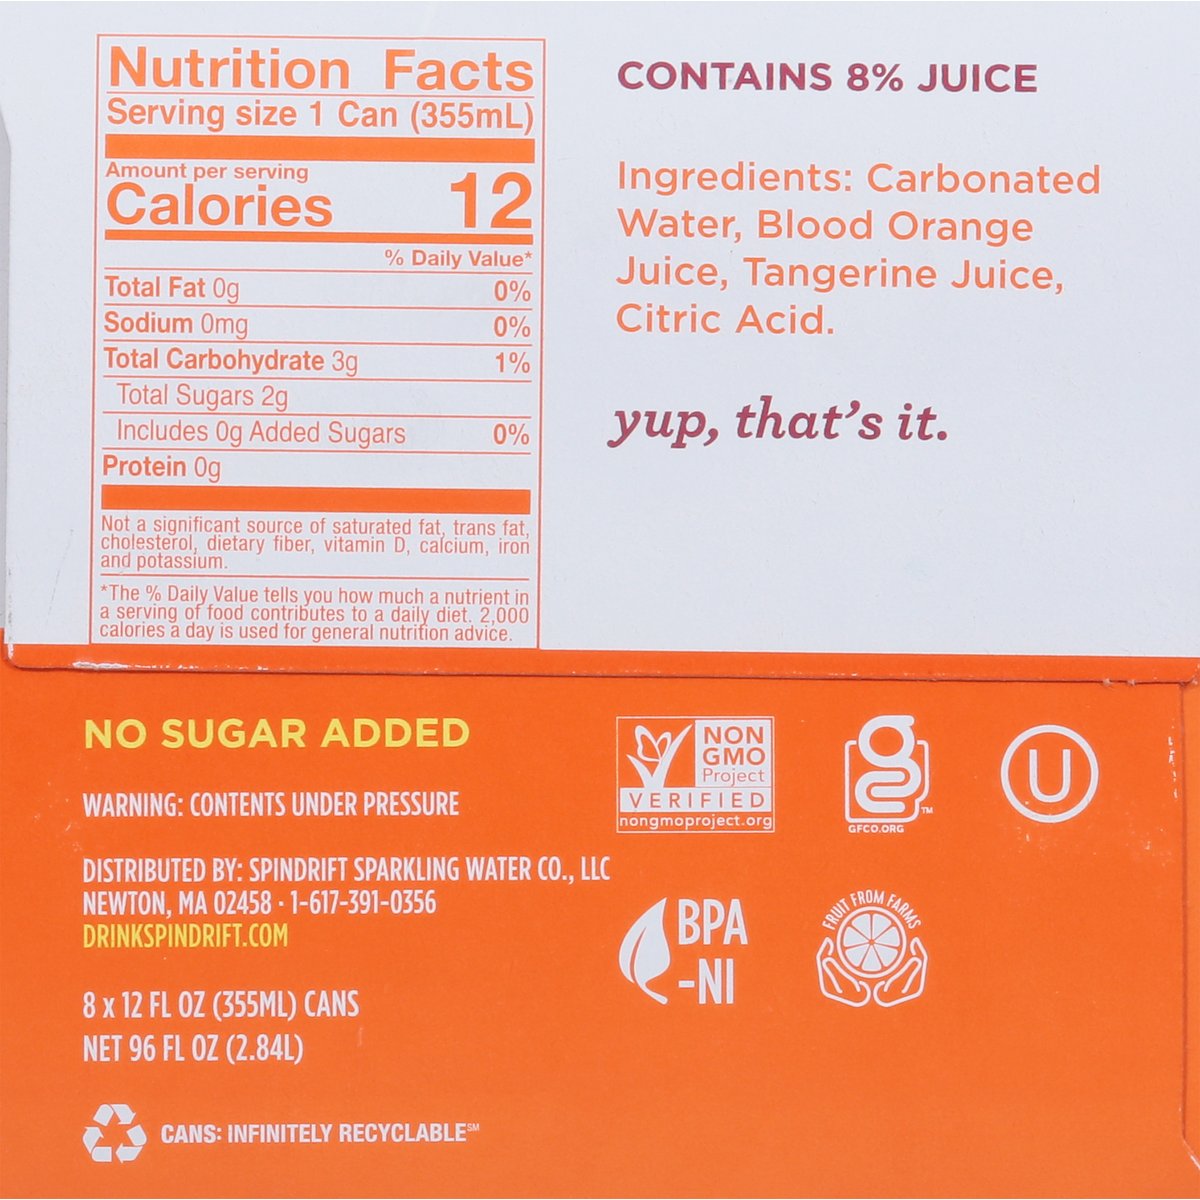 Nutrition Facts
Serving size 1 Can (355mL)
Amount per serving
Calories 12
% Daily Value*
Total Fat 0g 0%
Sodium 0mg 0%
Total Carbohydrate 3g 1%
Total Sugars 2g
Includes 0g Added Sugars 0%
Protein 0g
Not a significant source of saturated fat, trans fat,
cholesterol, dietary fiber, vitamin D, calcium, iron
and potassium.
*The % Daily Value tells you how much a nutrient in
a serving of food contributes to a daily diet. 2,000
calories a day is used for general nutrition advice.
CONTAINS 8% JUICE
Ingredients: Carbonated
Water, Blood Orange
Juice, Tangerine Juice,
Citric Acid.
yup, that's it.
NO SUGAR ADDED
WARNING: CONTENTS UNDER PRESSURE
DISTRIBUTED BY: SPINDRIFT SPARKLING WATER CO., LLC
NEWTON, MA 02458 · 1-617-391-0356
DRINKSPINDRIFT.COM
8 x 12 FL OZ (355ML) CANS
NET 96 FL OZ (2.84L)
CANS: INFINITELY RECYCLABLE℠
NON
GMO
Project
VERIFIED
nongmoproject.org
g
™
GFCO.ORG
U
BPA
-NI
FRUIT FROM FARMS